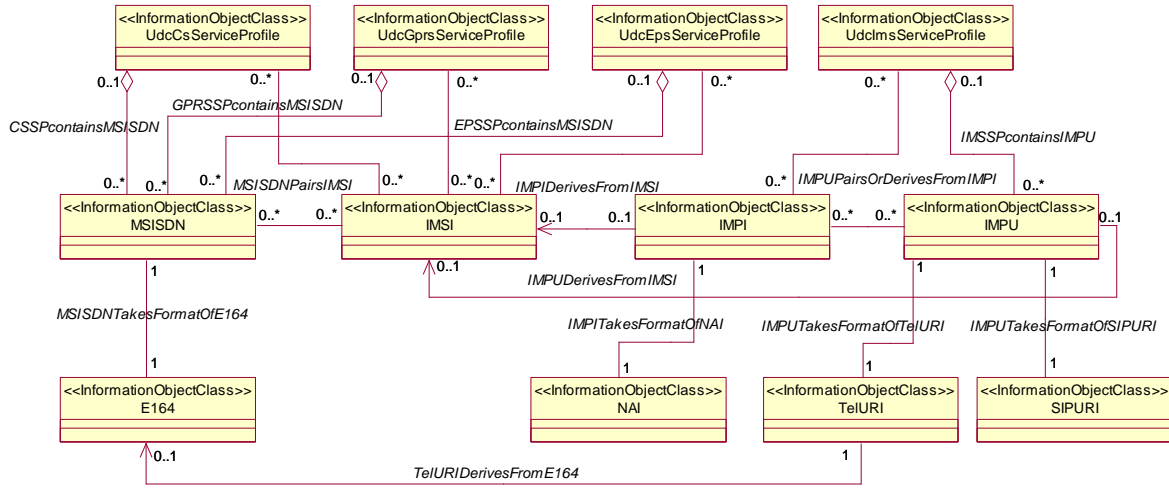 <<InformationObjectClass>>
UdcCsServiceProfile
<<InformationObjectClass>>
UdcGprsServiceProfile
<<InformationObjectClass>>
UdcEpsServiceProfile
<<InformationObjectClass>>
UdcImsServiceProfile
0..1
0..*
0..1
0..*
0..1
0..*
0..*
0..1
GPRSSPcontainsMSISDN
CSSPcontainsMSISDN
EPSSPcontainsMSISDN
IMSSPcontainsIMPU
0..*
0..*
0..*
MSISDNPairsIMSI
0..*
0..*
0..*
IMPIDerivesFromIMSI
0..*
IMPUPairsOrDerivesFromIMPI
0..*
<<InformationObjectClass>>
MSISDN
0..*
0..*
<<InformationObjectClass>>
IMSI
0..1
0..1
<<InformationObjectClass>>
IMPI
0..*
0..*
<<InformationObjectClass>>
IMPU
0..1
1
0..1
IMPUDerivesFromIMSI
1
1
1
MSISDNTakesFormatOfE164
IMPITakesFormatOfNAI
IMPUTakesFormatOfTelURI
IMPUTakesFormatOfSIPURI
1
1
1
1
<<InformationObjectClass>>
E164
<<InformationObjectClass>>
NAI
<<InformationObjectClass>>
TelURI
<<InformationObjectClass>>
SIPURI
0..1
TelURIDerivesFromE164
1